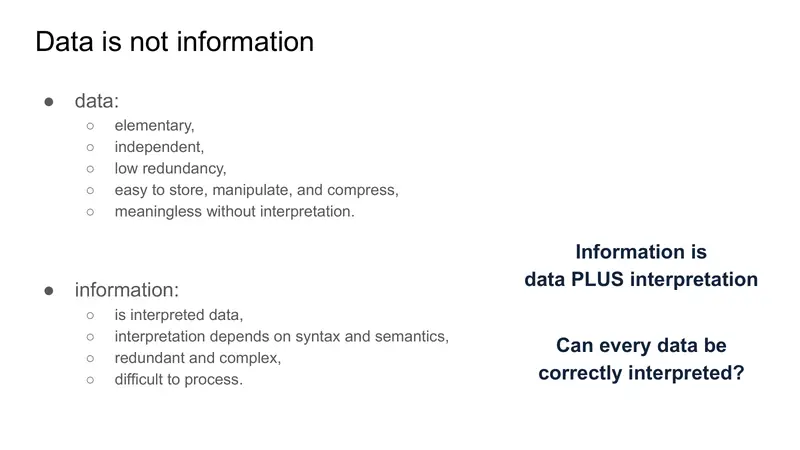 Data is not information
● data:
○ elementary,
○ independent,
○ low redundancy,
○ easy to store, manipulate, and compress,
○ meaningless without interpretation.
● information:
○ is interpreted data,
○ interpretation depends on syntax and semantics,
○ redundant and complex,
○ difficult to process.
Information is
data PLUS interpretation
Can every data be
correctly interpreted?